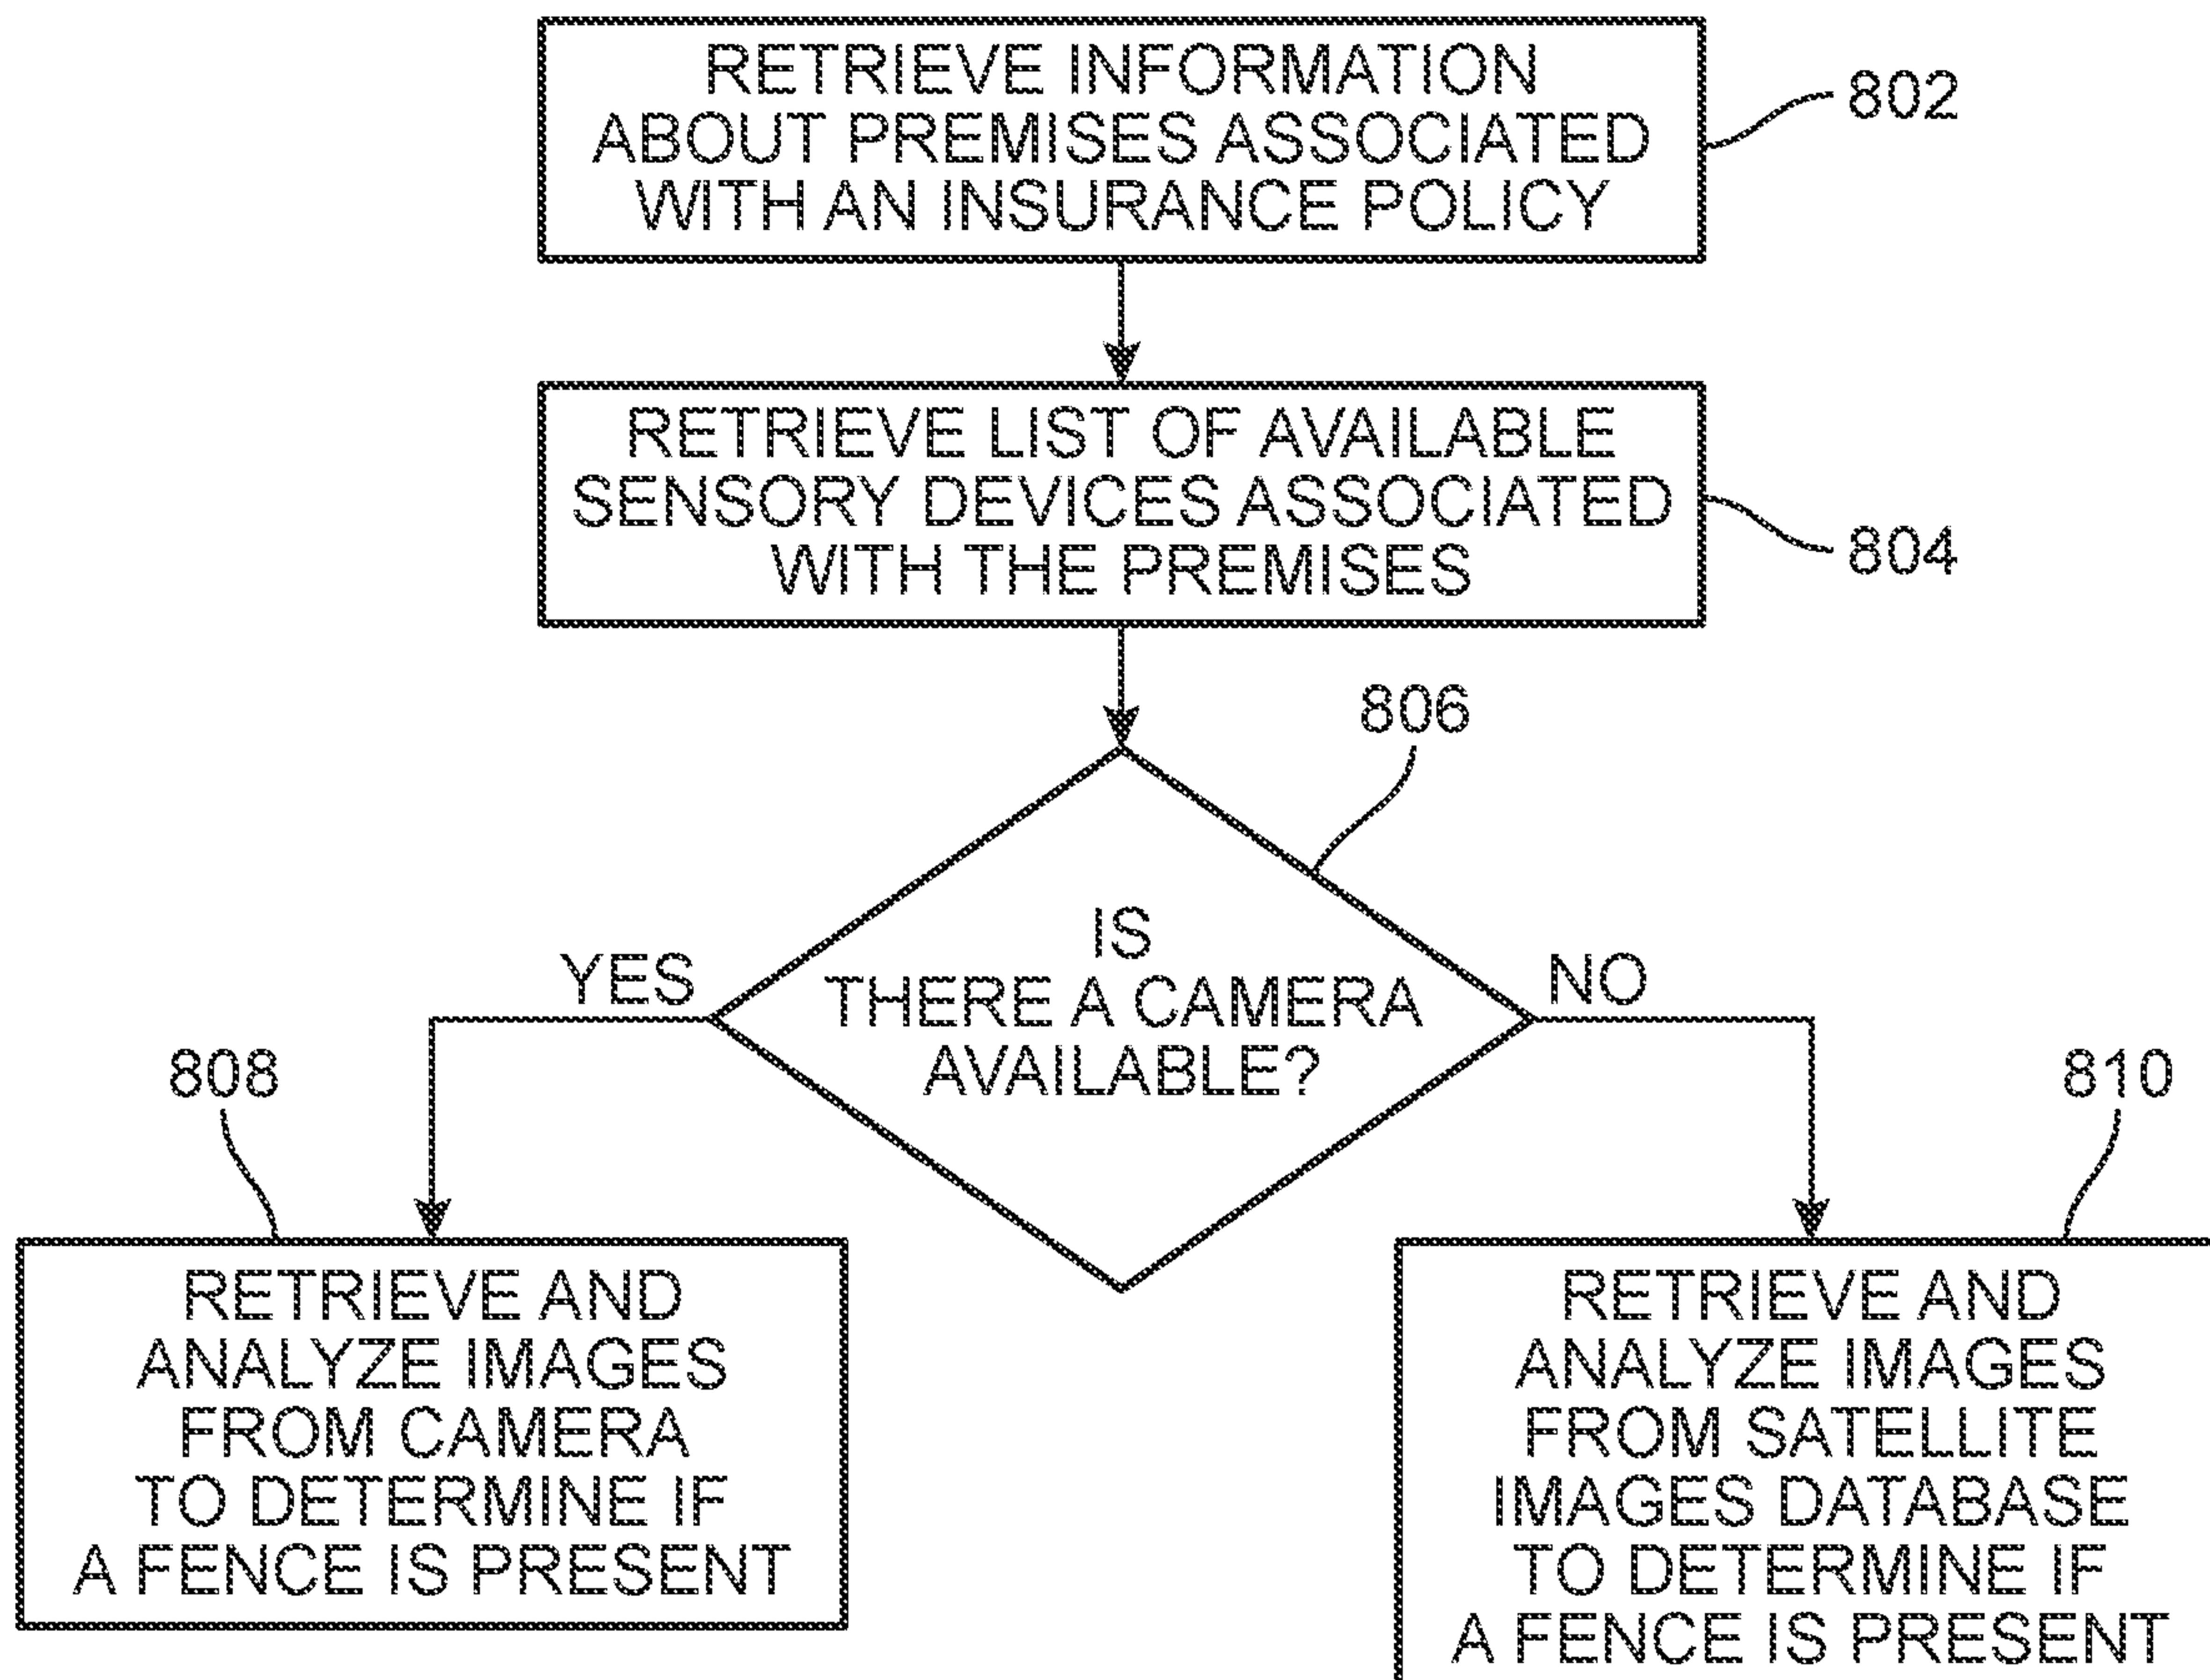 RETRIEVE INFORMATION
ABOUT PREMISES ASSOCIATED
WITH AN INSURANCE POLICY
802
RETRIEVE LIST OF AVAILABLE
SENSORY DEVICES ASSOCIATED
WITH THE PREMISES
804
806
IS
THERE A CAMERA
AVAILABLE?
YES
NO
808
RETRIEVE AND
ANALYZE IMAGES
FROM CAMERA
TO DETERMINE IF
A FENCE IS PRESENT
810
RETRIEVE AND
ANALYZE IMAGES
FROM SATELLITE
IMAGES DATABASE
TO DETERMINE IF
A FENCE IS PRESENT